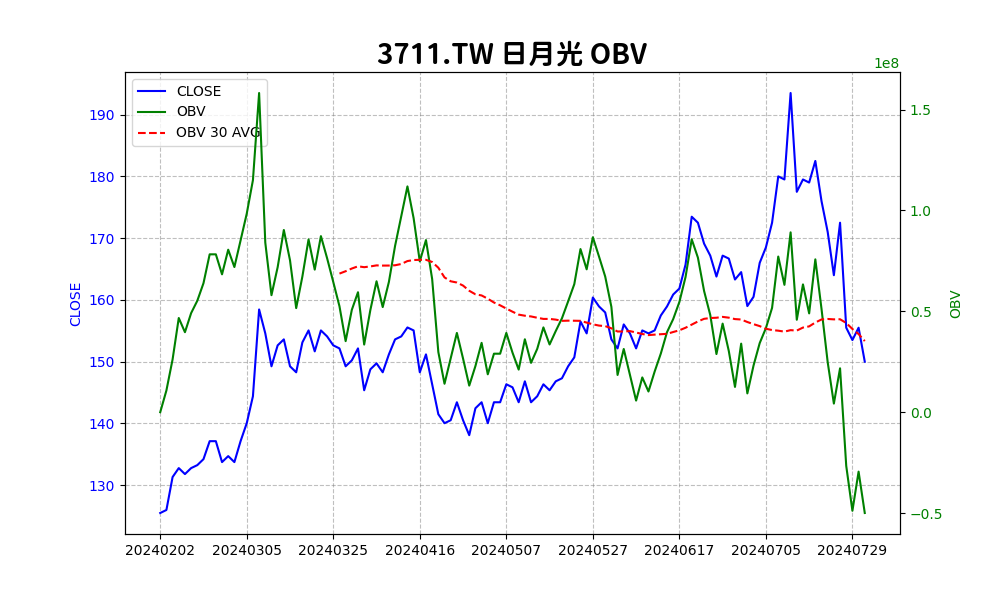 3711.TW 日月光 OBV
1e8
CLOSE
OBV
OBV 30 AVG
190
180
170
160
150
140
130
CLOSE
1.5
1.0
0.5
0.0
−0.5
OBV
20240202 20240305 20240325 20240416 20240507 20240527 20240617 20240705 20240729